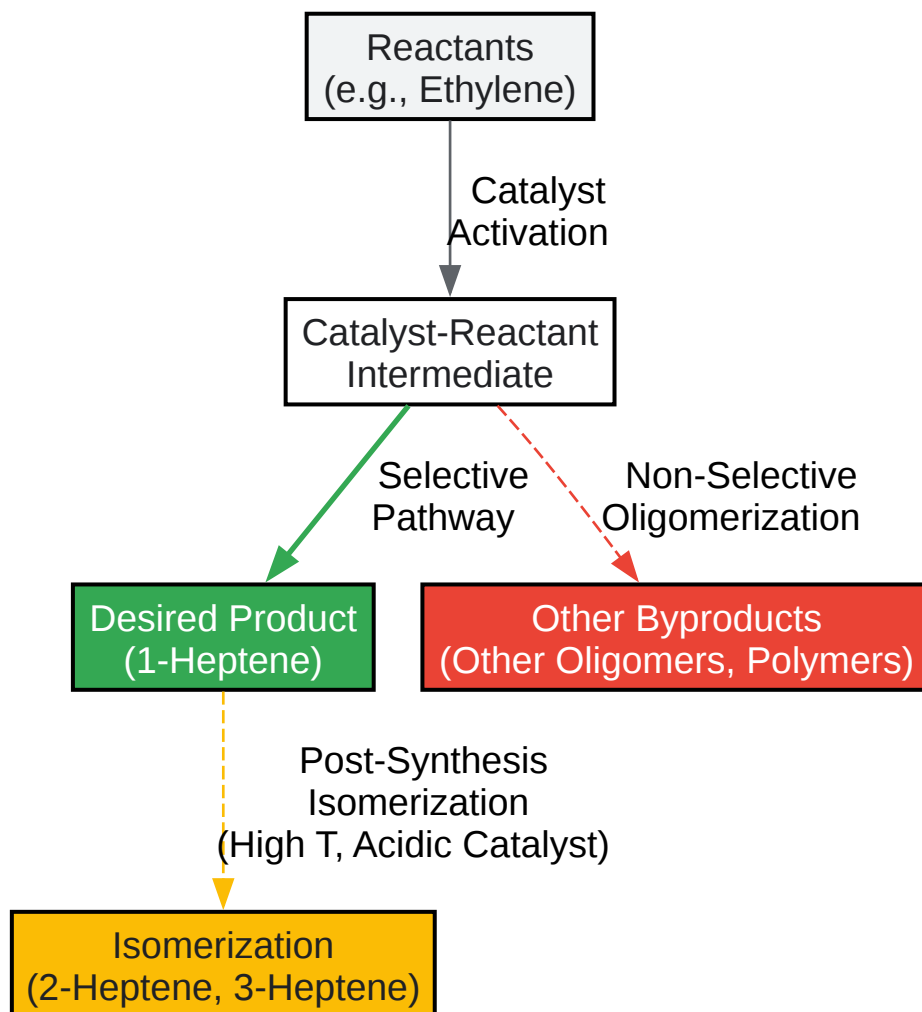 Reactants
(e.g., Ethylene)
Catalyst
Activation
Catalyst-Reactant
Intermediate
Selective
Pathway
Non-Selective
Oligomerization
Desired Product
(1-Heptene)
Other Byproducts
(Other Oligomers, Polymers)
Post-Synthesis
Isomerization
(High T, Acidic Catalyst)
Isomerization
(2-Heptene, 3-Heptene)